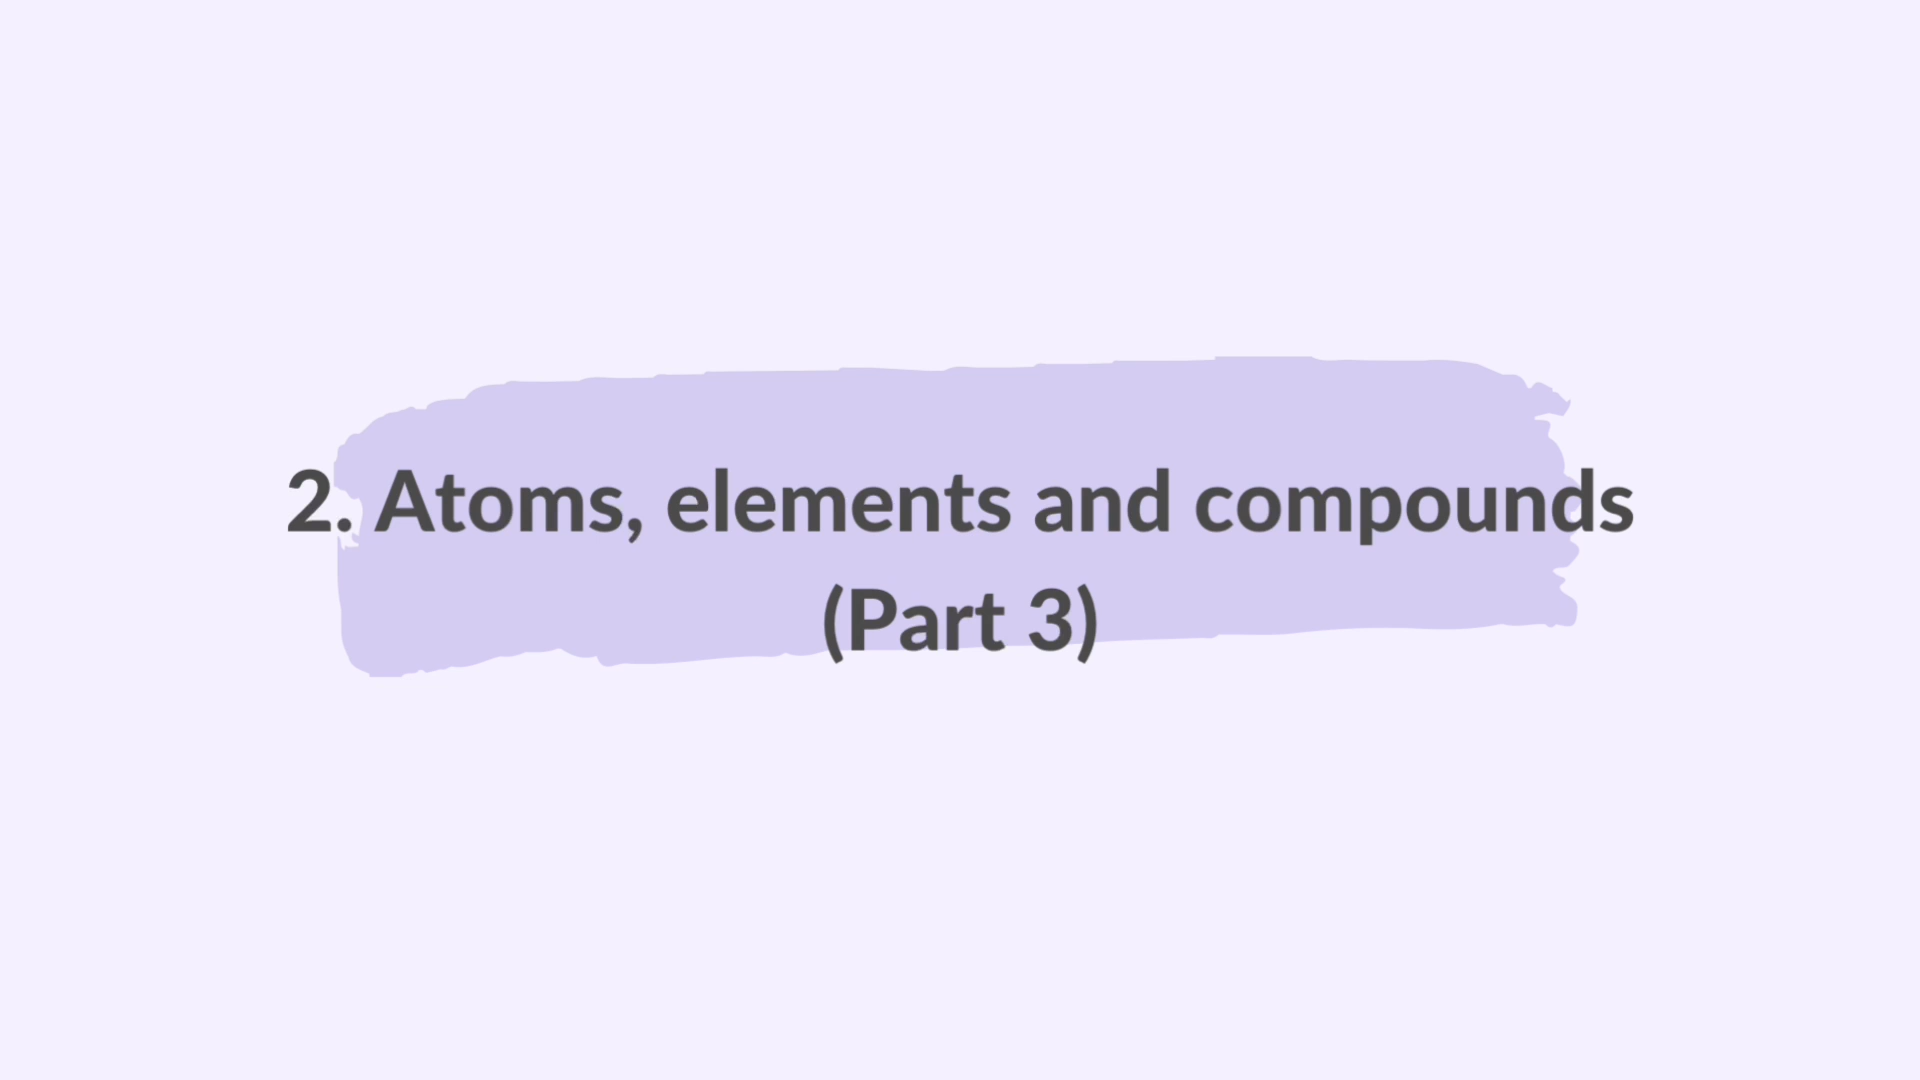 2. Atoms, elements and compounds
(Part 3)